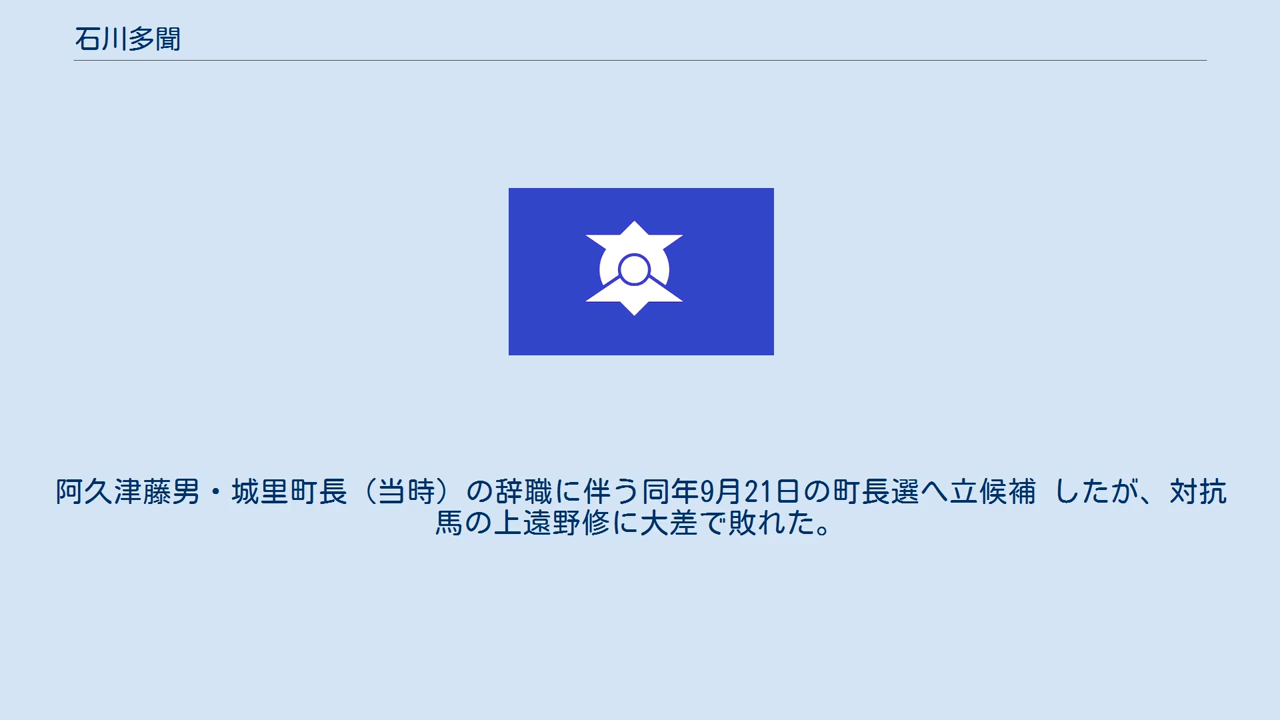 石川多聞
阿久津藤男・城里町長（当時）の辞職に伴う同年9月21日の町長選へ立候補 したが、対抗
馬の上遠野修に大差で敗れた。